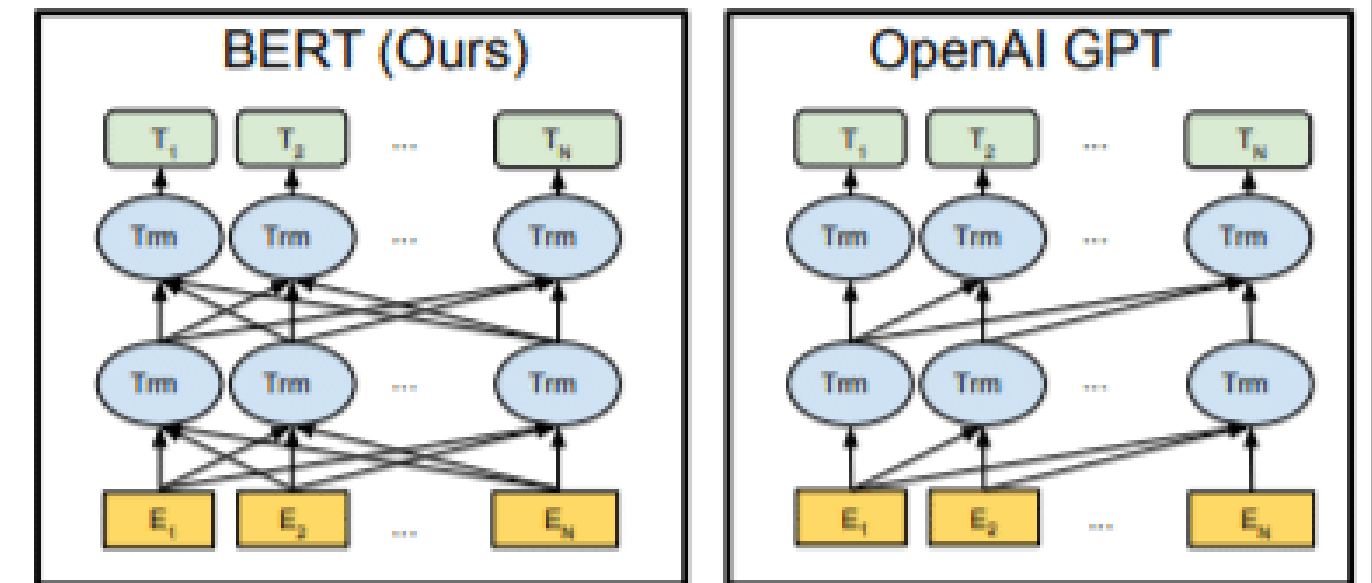 BERT (Ours)
T1 T2 ... TN
Trm Trm ... Trm
Trm Trm ... Trm
E1 E2 ... EN
OpenAI GPT
T1 T2 ... TN
Trm Trm ... Trm
Trm Trm ... Trm
E1 E2 ... EN